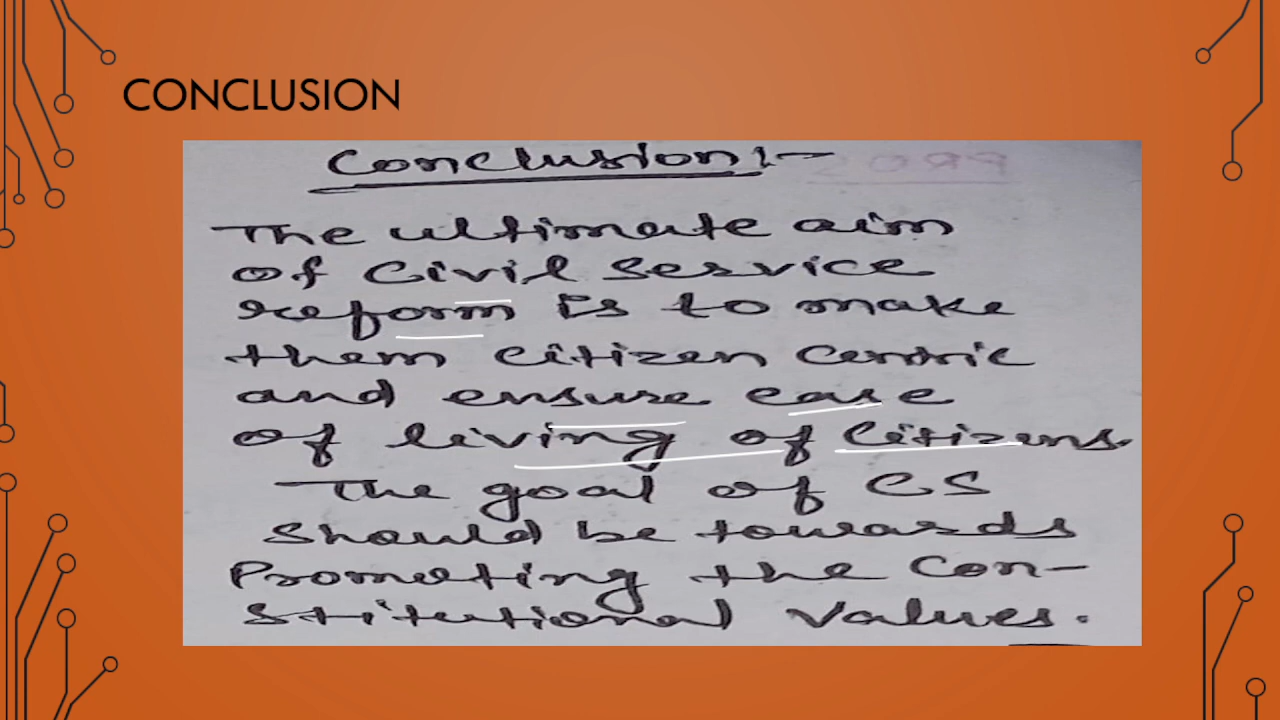 CONCLUSION
Conclusion:-
The ultimate aim
of Civil Service
reform is to make
them citizen centric
and ensure ease
of living of Citizens.
The goal of CS
should be towards
Promoting the Con-
stitutional values.